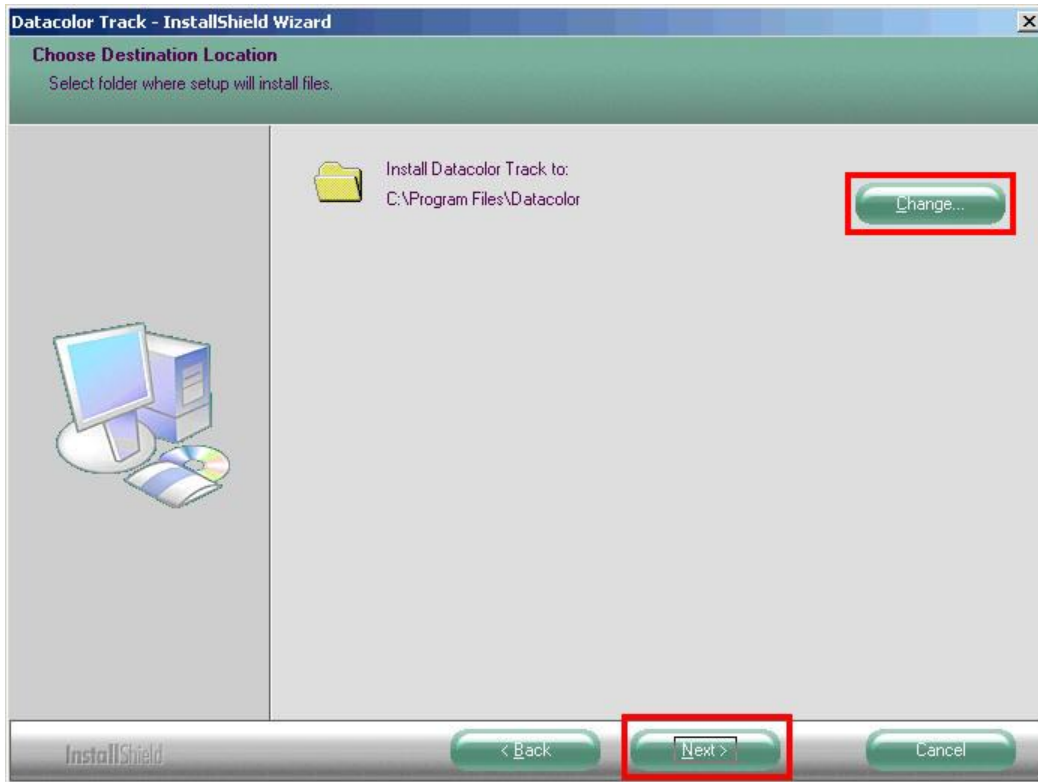 Datacolor Track - InstallShield Wizard
Choose Destination Location
Select folder where setup will install files.
Install Datacolor Track to:
C:\Program Files\Datacolor
Change...
InstallShield
< Back
Next >
Cancel